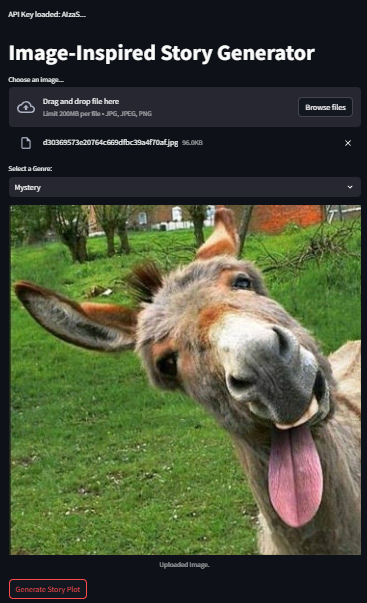 API Key loaded: AIzaS...
Image-Inspired Story Generator
Choose an image...
Drag and drop file here
Limit 200MB per file • JPG, JPEG, PNG
Browse files
d30369573e20764c669dfbc39a4f70af.jpg 96.0KB
Select a Genre:
Mystery
Uploaded Image.
Generate Story Plot